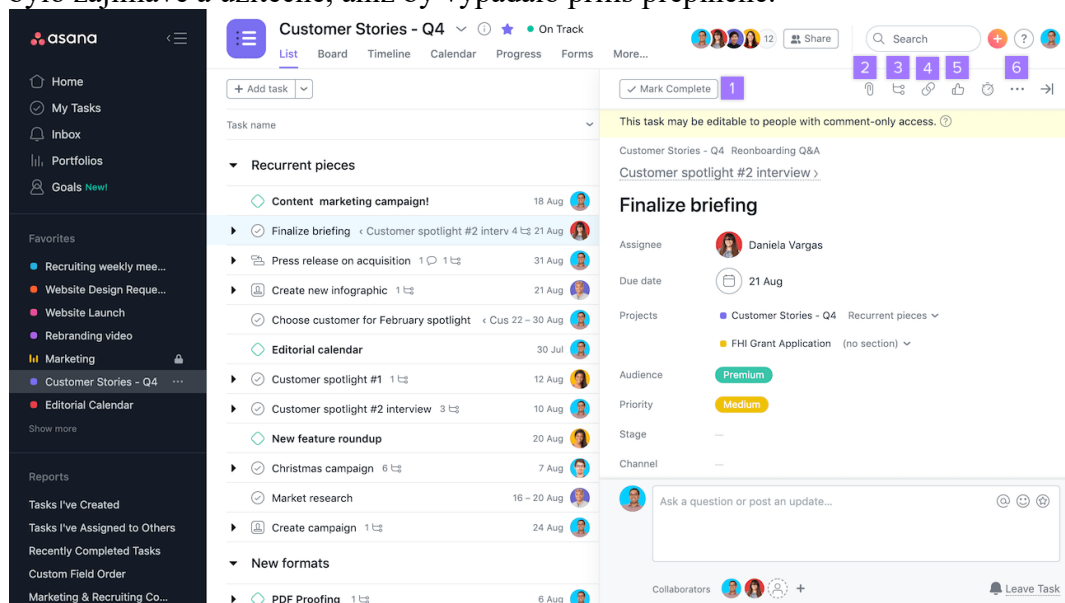 bylo zajímavé a užitečné, aniž by vypadalo příliš přeplněně.
asana
Customer Stories - Q4
On Track
12
Share
Search
List Board Timeline Calendar Progress Forms More...
Home
My Tasks
Inbox
Portfolios
Goals New!
Favorites
Recruiting weekly mee...
Website Design Reque...
Website Launch
Rebranding video
Marketing
Customer Stories - Q4 ...
Editorial Calendar
Show more
Reports
Tasks I've Created
Tasks I've Assigned to Others
Recently Completed Tasks
Custom Field Order
Marketing & Recruiting Co...
+ Add task
Task name
Recurrent pieces
Content marketing campaign! 18 Aug
Finalize briefing ‹ Customer spotlight #2 interv 4 21 Aug
Press release on acquisition 1 1 31 Aug
Create new infographic 1 21 Aug
Choose customer for February spotlight ‹ Cus 22 – 30 Aug
Editorial calendar 30 Jul
Customer spotlight #1 1 12 Aug
Customer spotlight #2 interview 3 10 Aug
New feature roundup 20 Aug
Christmas campaign 6 7 Aug
Market research 16 – 20 Aug
Create campaign 1 24 Aug
New formats
PDF Proofing 1 6 Aug
Mark Complete 1 2 3 4 5 6
This task may be editable to people with comment-only access. ?
Customer Stories - Q4 Reonboarding Q&A
Customer spotlight #2 interview ›
Finalize briefing
Assignee Daniela Vargas
Due date 21 Aug
Projects Customer Stories - Q4 Recurrent pieces
FHI Grant Application (no section)
Audience Premium
Priority Medium
Stage —
Channel —
Ask a question or post an update...
Collaborators +
Leave Task